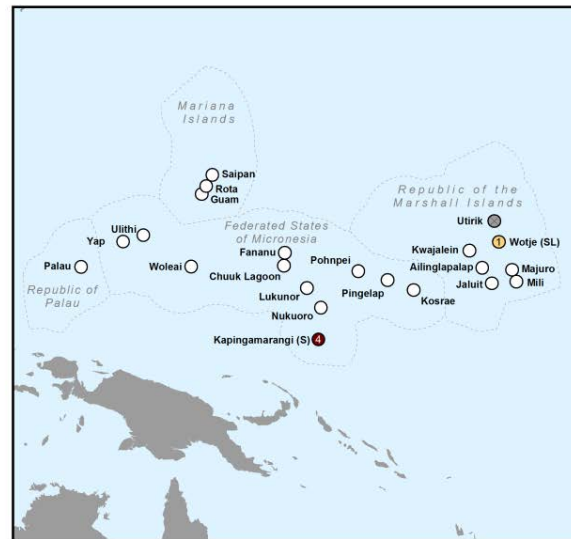 Mariana
Islands
Saipan
Rota
Guam
Republic of the
Marshall Islands
Utirik
Ulithi
Yap
Federated States
of Micronesia
Fananu
Kwajalein
1
Wotje (SL)
Palau
Woleai
Chuuk Lagoon
Pohnpei
Ailinglapalap
Majuro
Republic of
Palau
Lukunor
Pingelap
Jaluit
Mili
Nukuoro
Kosrae
Kapingamarangi (S)
4